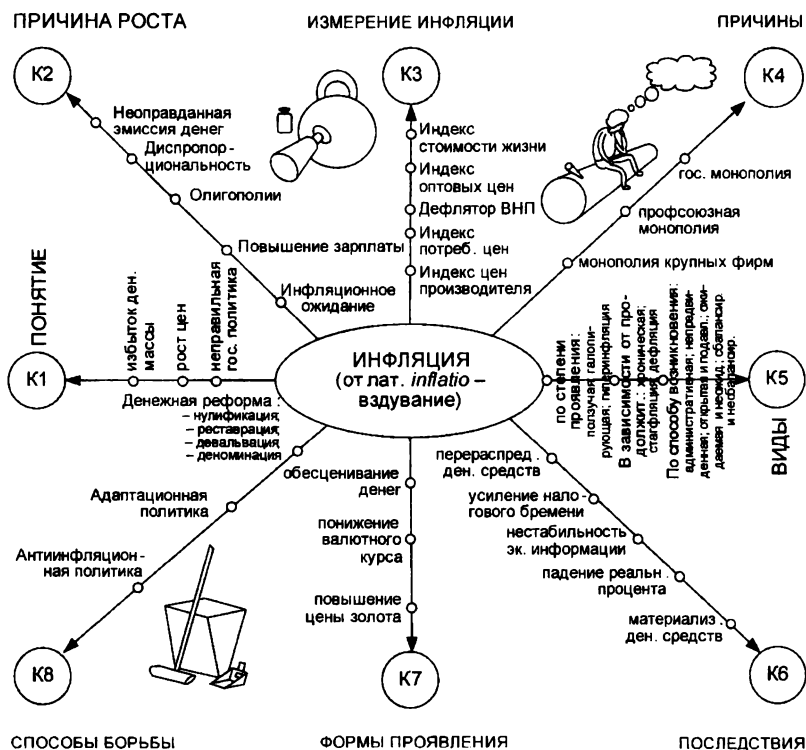 ПРИЧИНА РОСТА
ИЗМЕРЕНИЕ ИНФЛЯЦИИ
ПРИЧИНЫ
К2
К3
К4
Неоправданная
эмиссия денег
Диспропор-
циональность
Олигополии
Повышение зарплаты
Инфляционное
ожидание
Индекс
стоимости жизни
Индекс
оптовых цен
Дефлятор ВНП
Индекс
потреб. цен
Индекс цен
производителя
гос. монополия
профсоюзная
монополия
монополия крупных фирм
ПОНЯТИЕ
К1
избыток ден.
массы
рост цен
неправильная
гос. политика
ИНФЛЯЦИЯ
(от лат. inflatio –
вздувание)
по степени
проявления:
ползучая; галопи-
рующая; гиперинфляция
В зависимости от про-
должит.: хроническая;
стагфляция, дефляция
По способу возникновения:
административная; непредви-
денная; открытая и подавл.; ожи-
даемая и неожид.; сбалансир.
и несбалансир.
К5
ВИДЫ
Денежная реформа:
– нулификация;
– реставрация;
– девальвация;
– деноминация
Адаптационная
политика
Антиинфляцион-
ная политика
К8
СПОСОБЫ БОРЬБЫ
обесценивание
денег
понижение
валютного
курса
повышение
цены золота
К7
ФОРМЫ ПРОЯВЛЕНИЯ
перераспред.
ден. средств
усиление нало-
гового бремени
нестабильность
эк. информации
падение реальн.
процента
материализ.
ден. средств
К6
ПОСЛЕДСТВИЯ